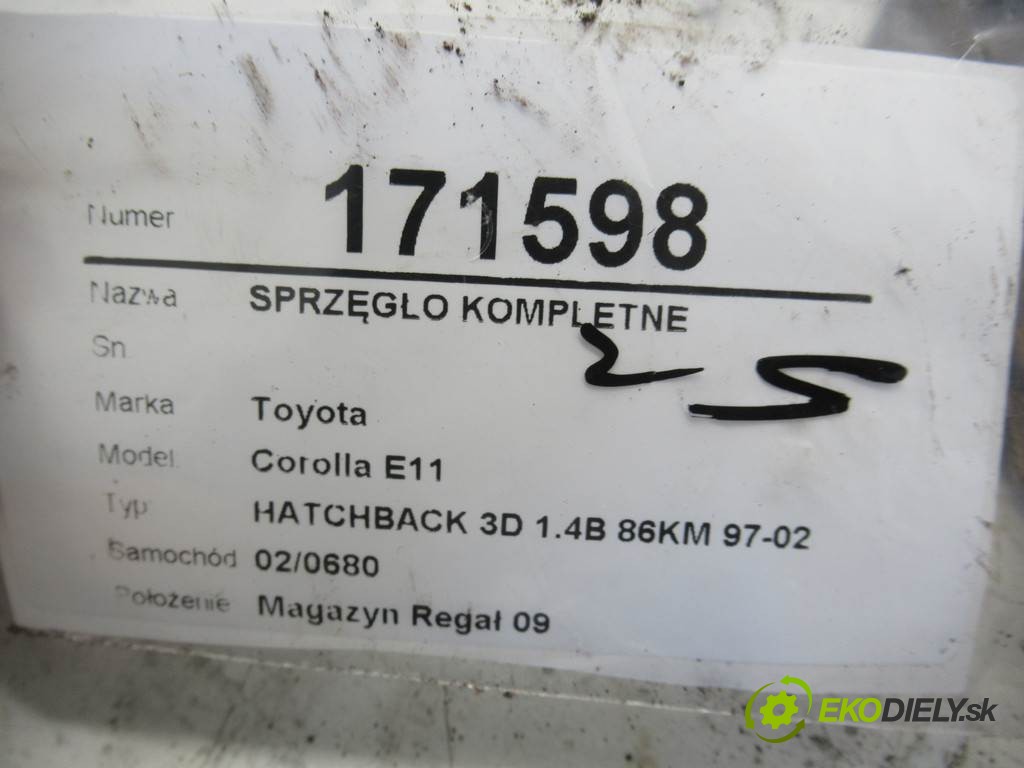 Numer 171598
Nazwa SPRZĘGŁO KOMPLETNE
Sn
2 S
Marka Toyota
Model Corolla E11
Typ HATCHBACK 3D 1.4B 86KM 97-02
Samochód 02/0680
Położenie Magazyn Regał 09
EKODIELY.sk